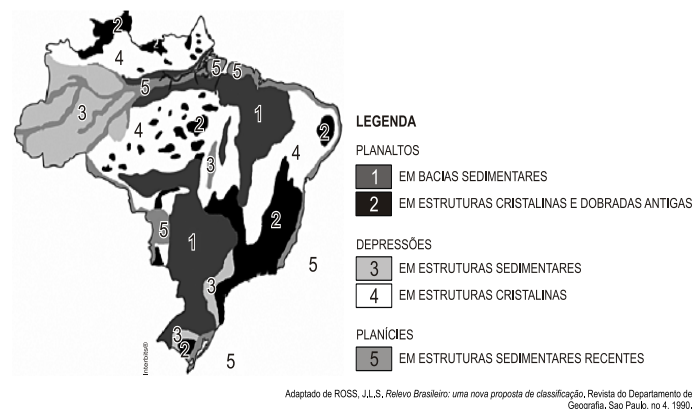 2
4
5
5
5
3
1
4
2
2
4
3
2
5
1
5
3
3
2
5
LEGENDA
PLANALTOS
1 EM BACIAS SEDIMENTARES
2 EM ESTRUTURAS CRISTALINAS E DOBRADAS ANTIGAS
DEPRESSÕES
3 EM ESTRUTURAS SEDIMENTARES
4 EM ESTRUTURAS CRISTALINAS
PLANÍCIES
5 EM ESTRUTURAS SEDIMENTARES RECENTES
Interbits®
Adaptado de ROSS, J,L,S, Relevo Brasileiro: uma nova proposta de classificação, Revista do Departamento de
Geografia, Sao Paulo, no 4, 1990.